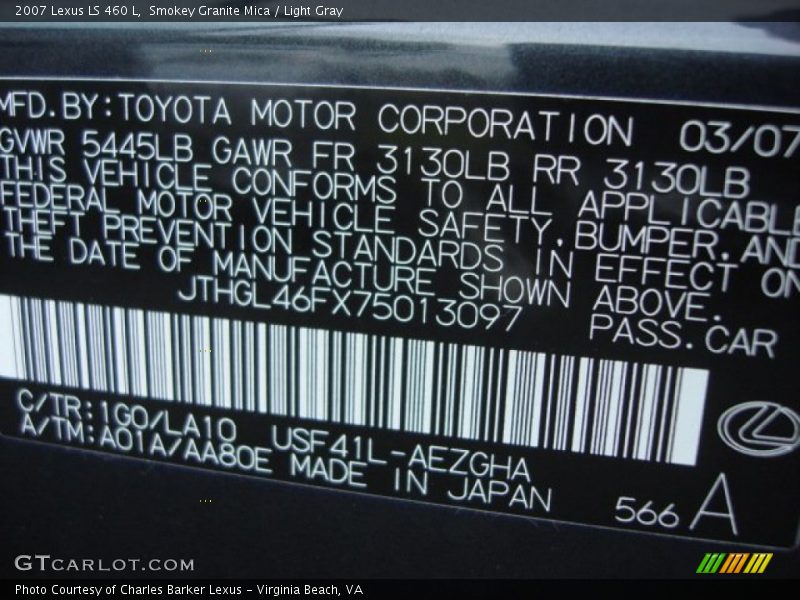 2007 Lexus LS 460 L, Smokey Granite Mica / Light Gray
MFD.BY:TOYOTA MOTOR CORPORATION 03/07
GVWR 5445LB GAWR FR 3130LB RR 3130LB
THIS VEHICLE CONFORMS TO ALL APPLICABLE
FEDERAL MOTOR VEHICLE SAFETY,BUMPER,AND
THEFT PREVENTION STANDARDS IN EFFECT ON
THE DATE OF MANUFACTURE SHOWN ABOVE.
JTHGL46FX75013097 PASS.CAR
C/TR:1G0/LA10 USF41L-AEZGHA
A/TM:A01A/AA80E MADE IN JAPAN
566 A
GTCARLOT.COM
Photo Courtesy of Charles Barker Lexus - Virginia Beach, VA